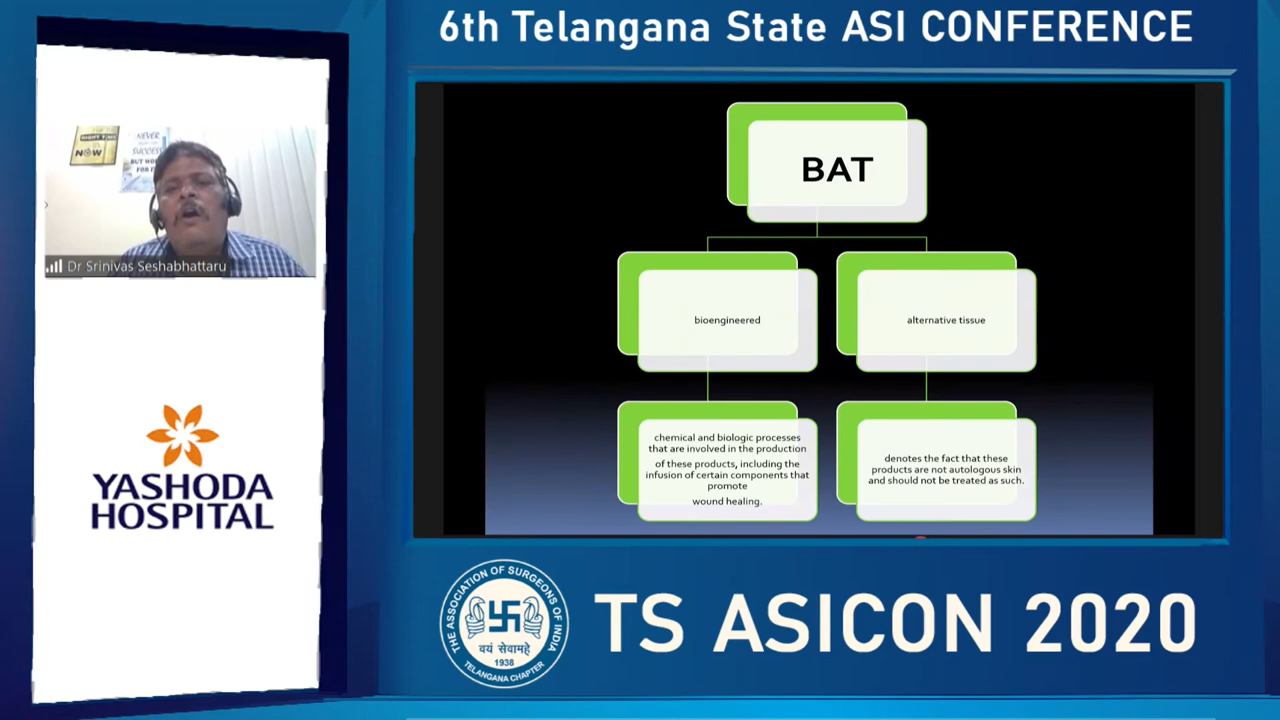 6th Telangana State ASI CONFERENCE
NOW
NEVER
SUCCESS
Dr Srinivas Seshabhattaru
YASHODA
HOSPITAL
BAT
bioengineered
alternative tissue
chemical and biologic processes
that are involved in the production
of these products, including the
infusion of certain components that
promote
wound healing.
denotes the fact that these
products are not autologous skin
and should not be treated as such.
THE ASSOCIATION OF SURGEONS OF INDIA
वयं सेवामहे
1938
TELANGANA CHAPTER
TS ASICON 2020